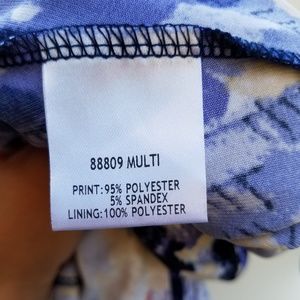 88809 MULTI
PRINT: 95% POLYESTER
5% SPANDEX
LINING: 100% POLYESTER